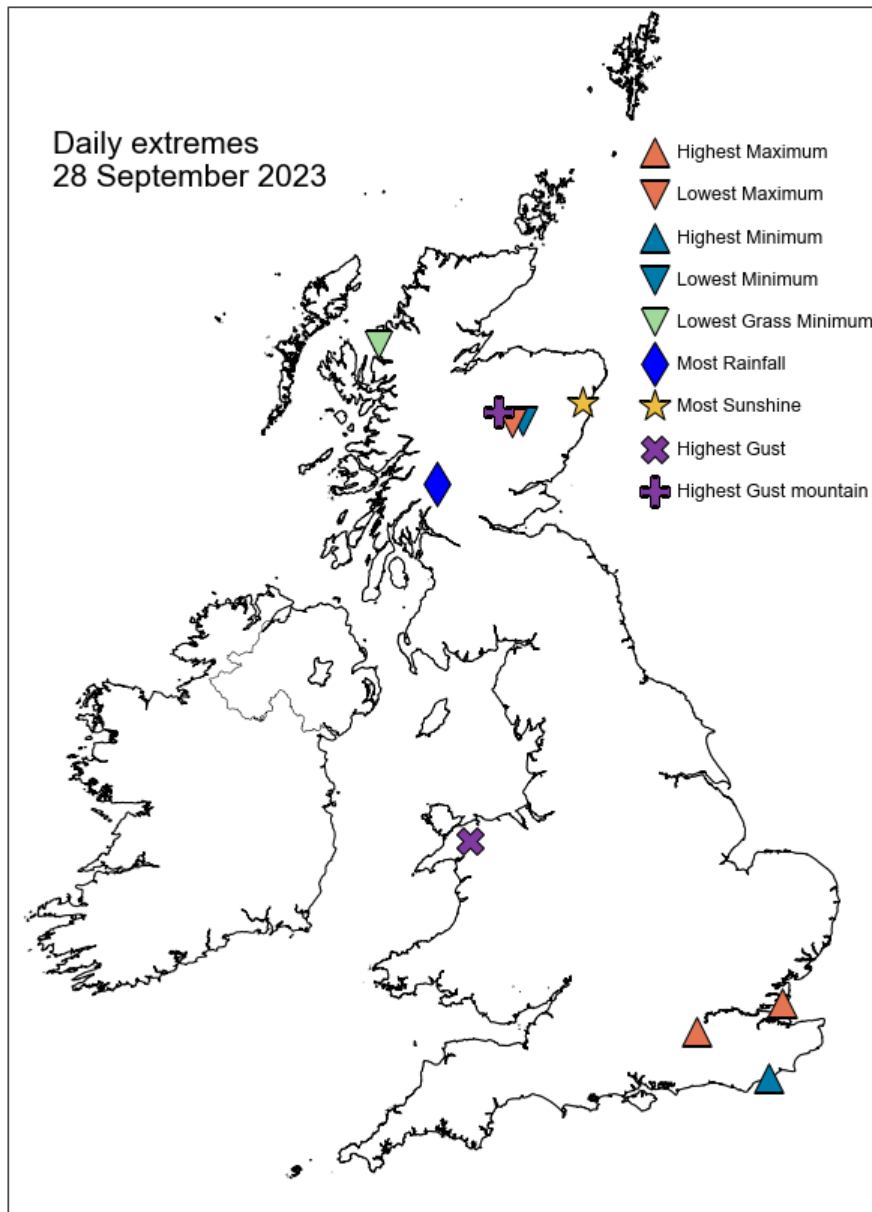 Daily extremes
28 September 2023
Highest Maximum
Lowest Maximum
Highest Minimum
Lowest Minimum
Lowest Grass Minimum
Most Rainfall
Most Sunshine
Highest Gust
Highest Gust mountain